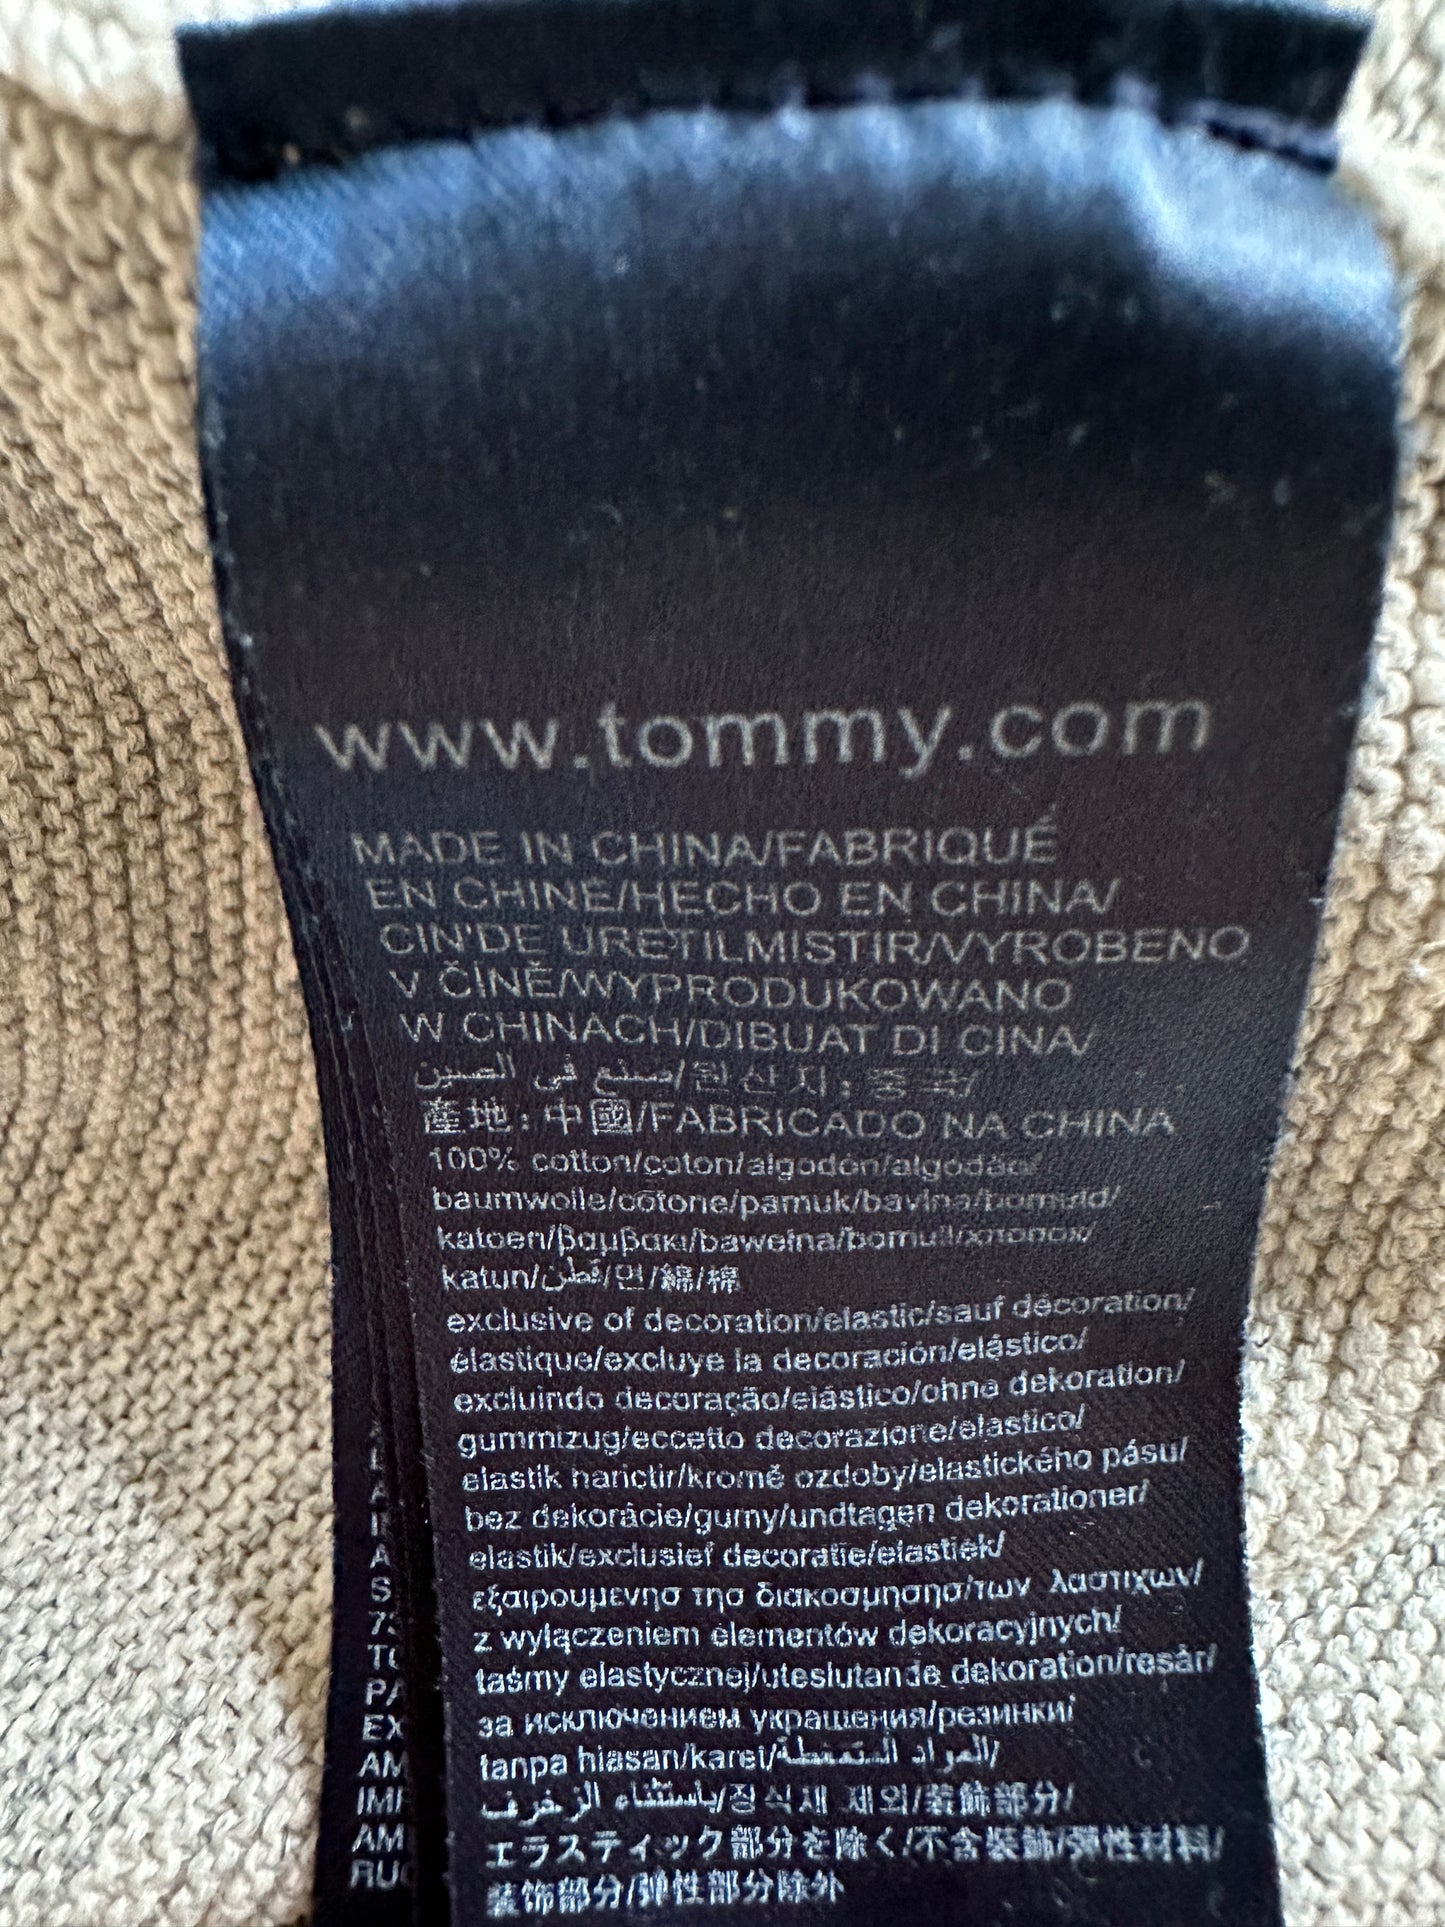 www.tommy.com
MADE IN CHINA/FABRIQUÉ
EN CHINE/HECHO EN CHINA/
CIN'DE URETILMISTIR/VYROBENO
V ČÍNĚ/WYPRODUKOWANO
W CHINACH/DIBUAT DI CINA/
صنع في الصين/원산지: 중국/
產地: 中國/FABRICADO NA CHINA
100% cotton/coton/algodón/algodão/
baumwolle/cotone/pamuk/bavlna/bomuld/
katoen/βαμβακι/bawełna/bomull/хлопок/
katun/قطن/면/綿/棉
exclusive of decoration/elastic/sauf décoration/
élastique/excluye la decoración/elástico/
excluindo decoração/elástico/ohne dekoration/
gummizug/eccetto decorazione/elastico/
elastik harictir/kromě ozdoby/elastického pásu/
bez dekorácie/gumy/undtagen dekorationer/
elastik/exclusief decoratie/elastiek/
εξαιρουμενησ τησ διακοσμησησ/των λαστιχων/
z wyłączeniem elementów dekoracyjnych/
taśmy elastycznej/uteslutande dekoration/resår/
за исключением украшения/резинки/
tanpa hiasan/karet/المواد المتمغطة/
باستثناء الزخرف/장식재 제외/装飾部分/
エラスティック部分を除く/不含裝飾/彈性材料/
装饰部分/弹性部分除外
A
S
AM
AM